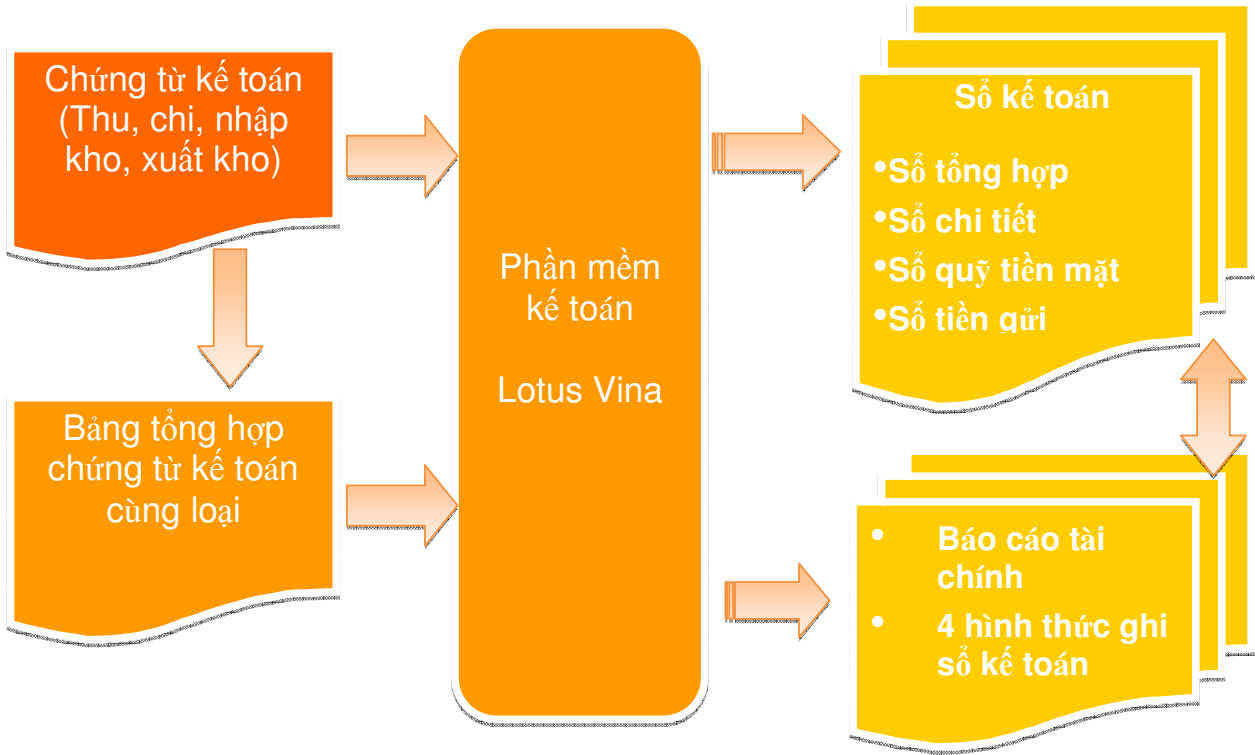 Chứng từ kế toán
(Thu, chi, nhập
kho, xuất kho)
Bảng tổng hợp
chứng từ kế toán
cùng loại
Phần mềm
kế toán
Lotus Vina
Sổ kế toán
•Sổ tổng hợp
•Sổ chi tiết
•Sổ quỹ tiền mặt
•Sổ tiền gửi
• Báo cáo tài
chính
• 4 hình thức ghi
sổ kế toán